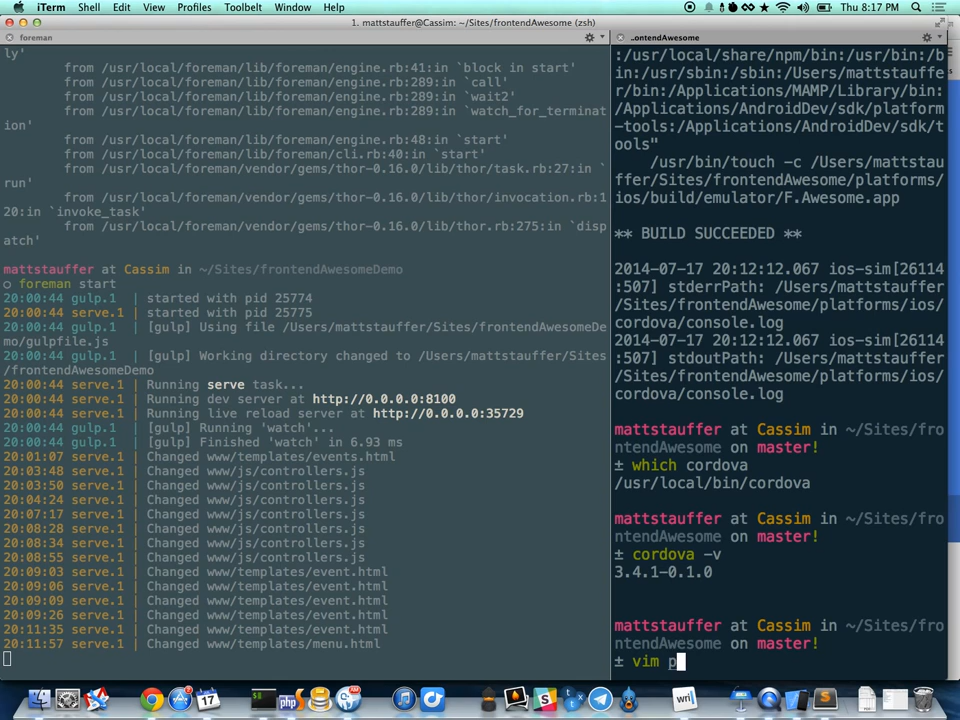 iTerm Shell Edit View Profiles Toolbelt Window Help Thu 8:17 PM
1. mattstauffer@Cassim: ~/Sites/frontendAwesome (zsh)
foreman
ly'
from /usr/local/foreman/lib/foreman/engine.rb:41:in `block in start'
from /usr/local/foreman/lib/foreman/engine.rb:289:in `call'
from /usr/local/foreman/lib/foreman/engine.rb:289:in `wait2'
from /usr/local/foreman/lib/foreman/engine.rb:289:in `watch_for_terminat
ion'
from /usr/local/foreman/lib/foreman/engine.rb:48:in `start'
from /usr/local/foreman/lib/foreman/cli.rb:40:in `start'
from /usr/local/foreman/vendor/gems/thor-0.16.0/lib/thor/task.rb:27:in `
run'
from /usr/local/foreman/vendor/gems/thor-0.16.0/lib/thor/invocation.rb:1
20:in `invoke_task'
from /usr/local/foreman/vendor/gems/thor-0.16.0/lib/thor.rb:275:in `disp
atch'
mattstauffer at Cassim in ~/Sites/frontendAwesomeDemo
○ foreman start
20:00:44 gulp.1 | started with pid 25774
20:00:44 serve.1 | started with pid 25775
20:00:44 gulp.1 | [gulp] Using file /Users/mattstauffer/Sites/frontendAwesomeDe
mo/gulpfile.js
20:00:44 gulp.1 | [gulp] Working directory changed to /Users/mattstauffer/Sites
/frontendAwesomeDemo
20:00:44 serve.1 | Running serve task...
20:00:44 serve.1 | Running dev server at http://0.0.0.0:8100
20:00:44 serve.1 | Running live reload server at http://0.0.0.0:35729
20:00:44 gulp.1 | [gulp] Running 'watch'...
20:00:44 gulp.1 | [gulp] Finished 'watch' in 6.93 ms
20:01:07 serve.1 | Changed www/templates/events.html
20:03:48 serve.1 | Changed www/js/controllers.js
20:03:50 serve.1 | Changed www/js/controllers.js
20:04:24 serve.1 | Changed www/js/controllers.js
20:07:17 serve.1 | Changed www/js/controllers.js
20:08:28 serve.1 | Changed www/js/controllers.js
20:08:34 serve.1 | Changed www/js/controllers.js
20:08:55 serve.1 | Changed www/js/controllers.js
20:09:03 serve.1 | Changed www/templates/event.html
20:09:06 serve.1 | Changed www/templates/event.html
20:09:09 serve.1 | Changed www/templates/event.html
20:09:26 serve.1 | Changed www/templates/event.html
20:11:35 serve.1 | Changed www/templates/event.html
20:11:57 serve.1 | Changed www/templates/menu.html
..ontendAwesome
:/usr/local/share/npm/bin:/usr/bin:/b
in:/usr/sbin:/sbin:/Users/mattstauffe
r/bin:/Applications/MAMP/Library/bin:
/Applications/AndroidDev/sdk/platform
-tools:/Applications/AndroidDev/sdk/t
ools"
/usr/bin/touch -c /Users/mattstau
ffer/Sites/frontendAwesome/platforms/
ios/build/emulator/F.Awesome.app
** BUILD SUCCEEDED **
2014-07-17 20:12:12.067 ios-sim[26114
:507] stderrPath: /Users/mattstauffer
/Sites/frontendAwesome/platforms/ios/
cordova/console.log
2014-07-17 20:12:12.067 ios-sim[26114
:507] stdoutPath: /Users/mattstauffer
/Sites/frontendAwesome/platforms/ios/
cordova/console.log
mattstauffer at Cassim in ~/Sites/fro
ntendAwesome on master!
± which cordova
/usr/local/bin/cordova
mattstauffer at Cassim in ~/Sites/fro
ntendAwesome on master!
± cordova -v
3.4.1-0.1.0
mattstauffer at Cassim in ~/Sites/fro
ntendAwesome on master!
± vim p
17
php
wri